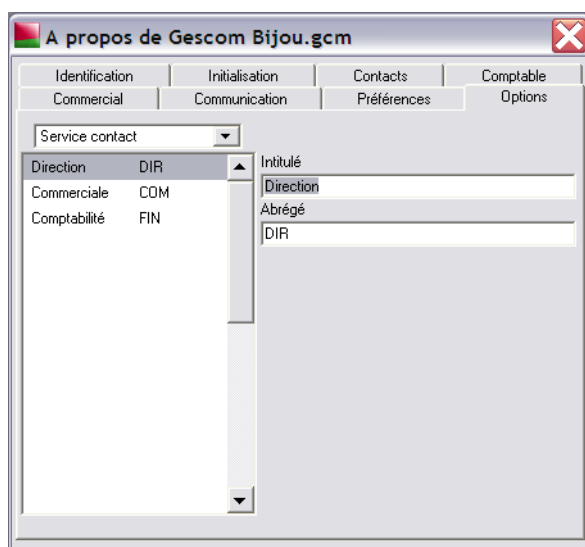 A propos de Gescom Bijou.gcm
Identification Initialisation Contacts Comptable
Commercial Communication Préférences Options
Service contact
Intitulé
Direction DIR
Direction
Commerciale COM
Abrégé
Comptabilité FIN
DIR